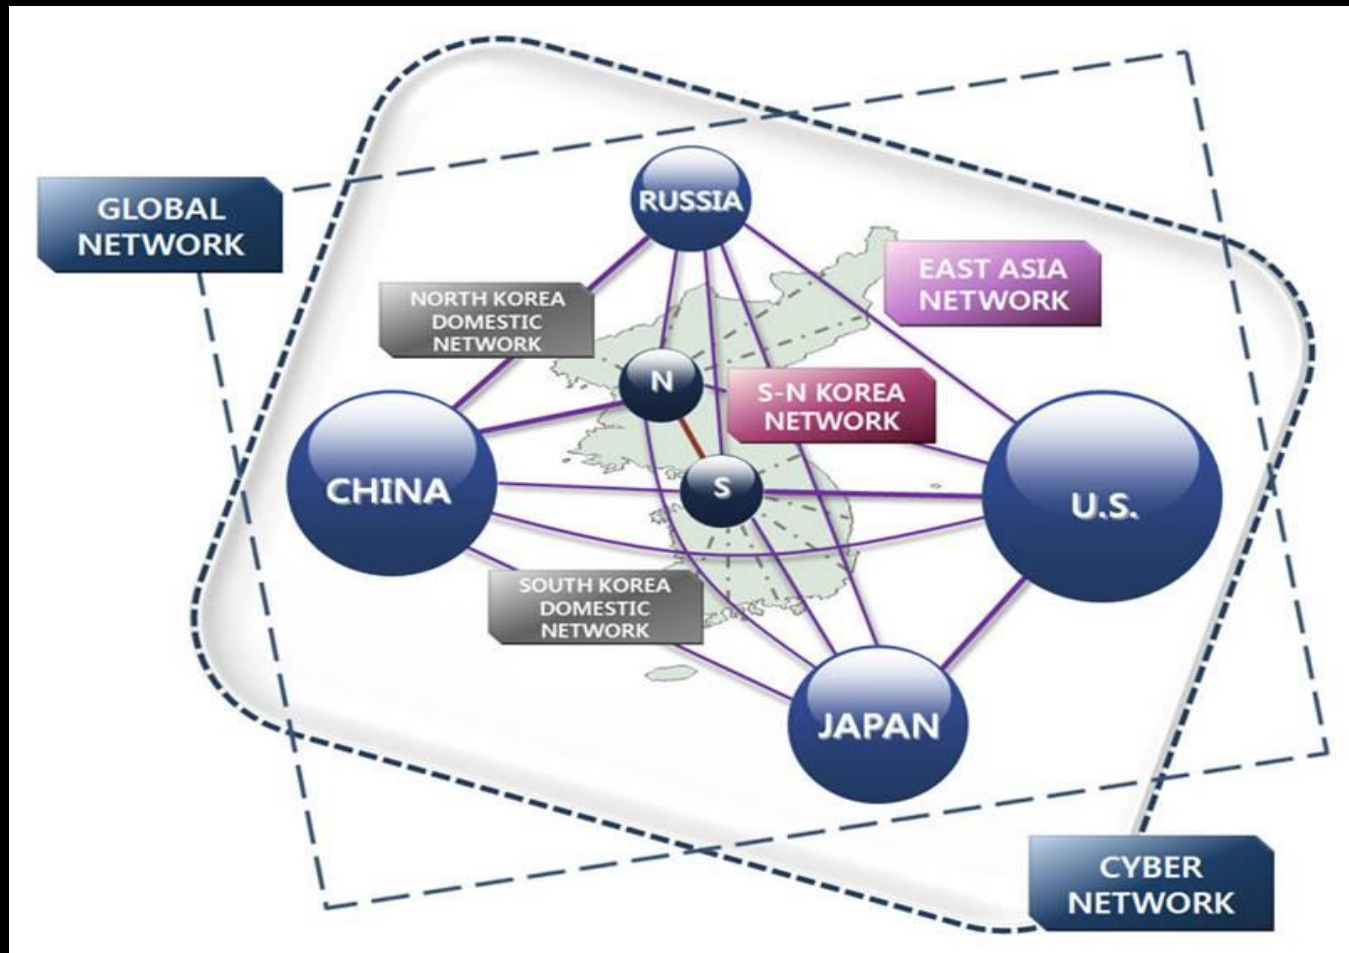 RUSSIA
GLOBAL
NETWORK
EAST ASIA
NETWORK
NORTH KOREA
DOMESTIC
NETWORK
N
S-N KOREA
NETWORK
CHINA
S
U.S.
SOUTH KOREA
DOMESTIC
NETWORK
JAPAN
CYBER
NETWORK